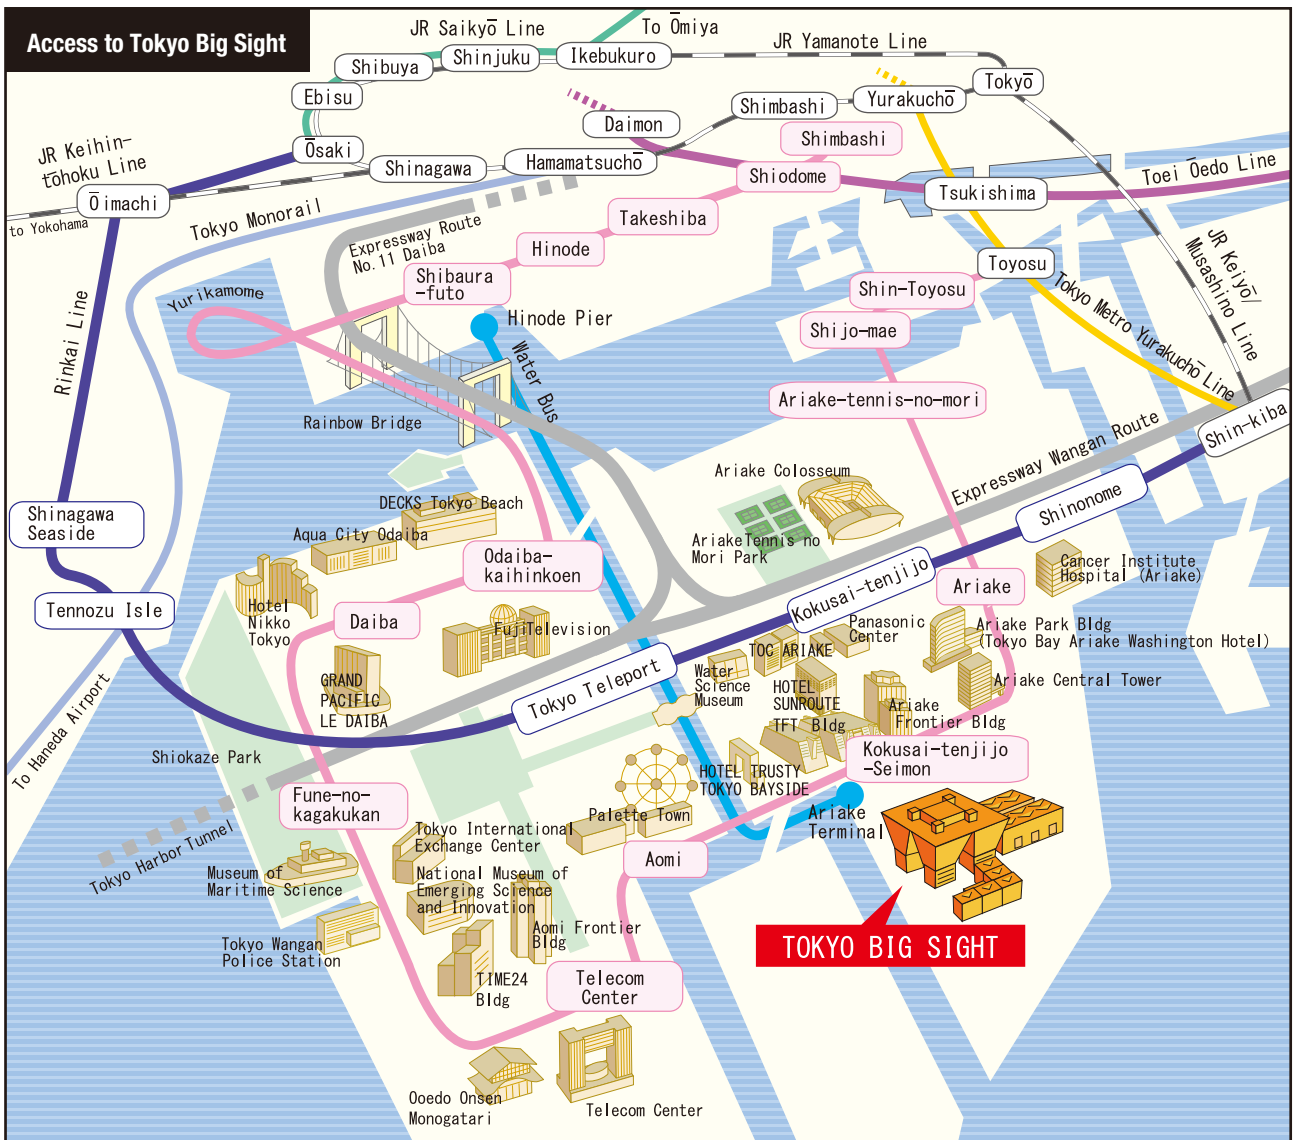 Access to Tokyo Big Sight
JR Saikyō Line
To Ōmiya
JR Yamanote Line
Shibuya
Shinjuku
Ikebukuro
Tokyō
Ebisu
Yurakuchō
Shimbashi
Daimon
Shimbashi
JR Keihin-
tōhoku Line
Ōsaki
Shinagawa
Hamamatsuchō
Shiodome
Toei Ōedo Line
Tsukishima
Ōimachi
to Yokohama
Tokyo Monorail
Takeshiba
Expressway Route
No.11 Daiba
Hinode
Shibaura
-futo
Toyosu
JR Keiyō/
Musashino Line
Shin-Toyosu
Yurikamome
Hinode Pier
Shijo-mae
Tokyo Metro Yurakuchō Line
Rinkai Line
Water Bus
Rainbow Bridge
Ariake-tennis-no-mori
Shin-kiba
Expressway Wangan Route
Ariake Colosseum
DECKS Tokyo Beach
Shinagawa
Seaside
Aqua City Odaiba
Shinonome
AriakeTennis no
Mori Park
Odaiba-
kaihinkoen
Cancer Institute
Hospital (Ariake)
Kokusai-tenjijo
Ariake
Tennozu Isle
Hotel
Nikko
Tokyo
Daiba
FujiTelevision
Panasonic
Center
Ariake Park Bldg
(Tokyo Bay Ariake Washington Hotel)
TOC ARIAKE
Water
Science
Museum
GRAND
PACIFIC
LE DAIBA
Tokyo Teleport
HOTEL
SUNROUTE
Ariake Central Tower
Ariake
Frontier Bldg
TFT Bldg
To Haneda Airport
Shiokaze Park
Kokusai-tenjijo
-Seimon
HOTEL TRUSTY
TOKYO BAYSIDE
Fune-no-
kagakukan
Palette Town
Ariake
Terminal
Tokyo Harbor Tunnel
Tokyo International
Exchange Center
Aomi
Museum of
Maritime Science
National Museum of
Emerging Science
and Innovation
Aomi Frontier
Bldg
TOKYO BIG SIGHT
Tokyo Wangan
Police Station
TIME24
Bldg
Telecom
Center
Ooedo Onsen
Monogatari
Telecom Center